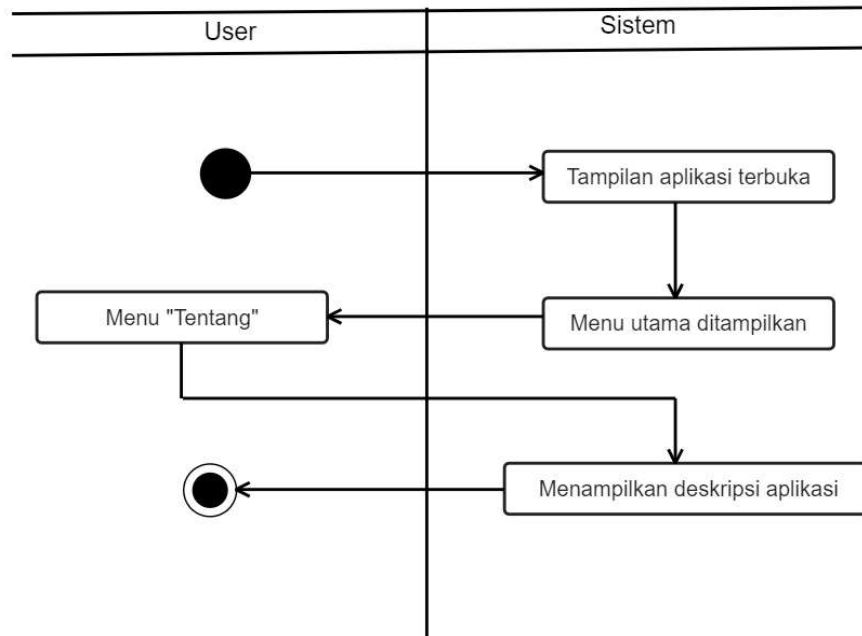 User
Sistem
Tampilan aplikasi terbuka
Menu "Tentang"
Menu utama ditampilkan
Menampilkan deskripsi aplikasi